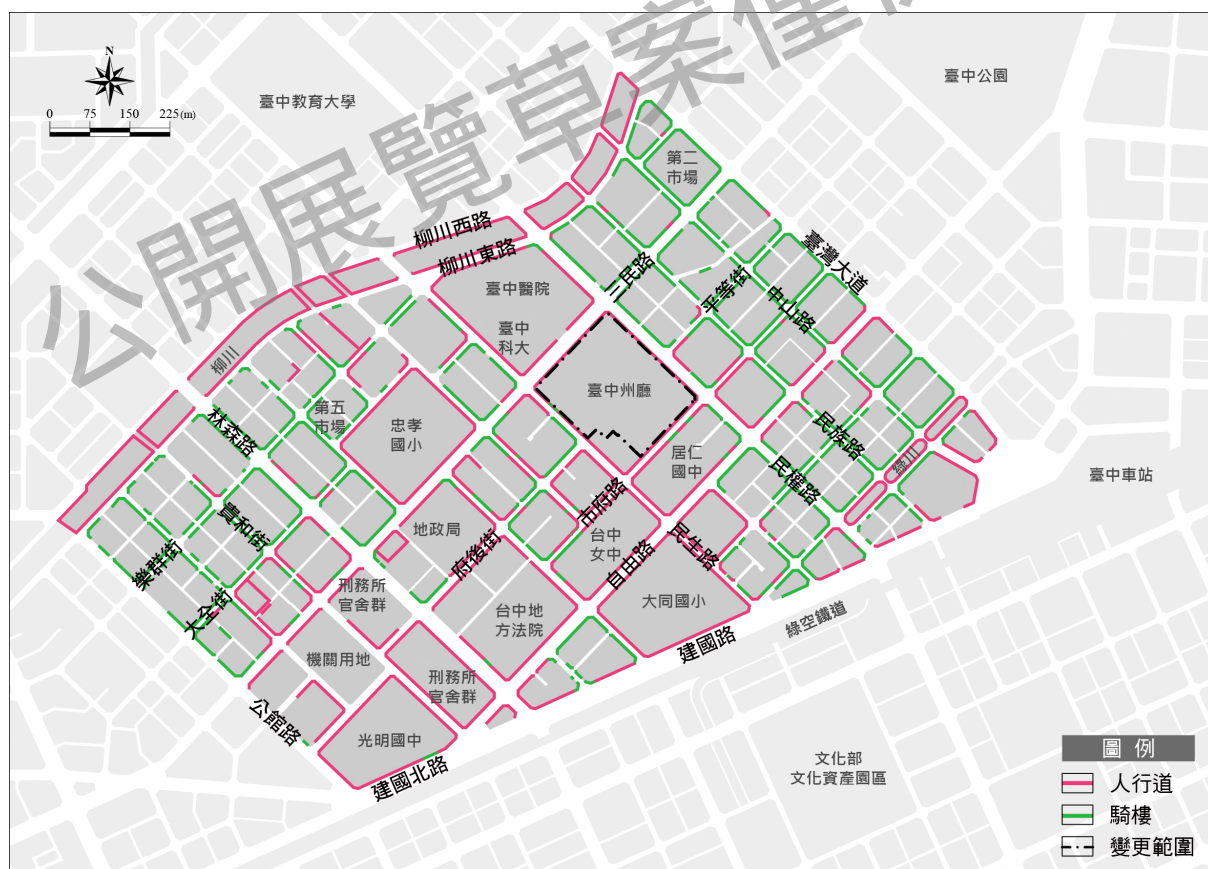 公開展覽草案僅
N
0 75 150 225(m)
臺中教育大學
臺中公園
第二
市場
柳川西路
柳川東路
臺灣大道
三民路
平等街
中山路
臺中醫院
臺中
科大
柳川
臺中州廳
第五
市場
忠孝
國小
林森路
居仁
國中
民族路
綠川
民權路
臺中車站
貴和街
地政局
市府路
府後街
台中
女中
自由路
民生路
樂群街
大全街
刑務所
官舍群
台中地
方法院
大同國小
綠空鐵道
建國路
機關用地
刑務所
官舍群
公館路
光明國中
建國北路
文化部
文化資產園區
圖例
人行道
騎樓
變更範圍